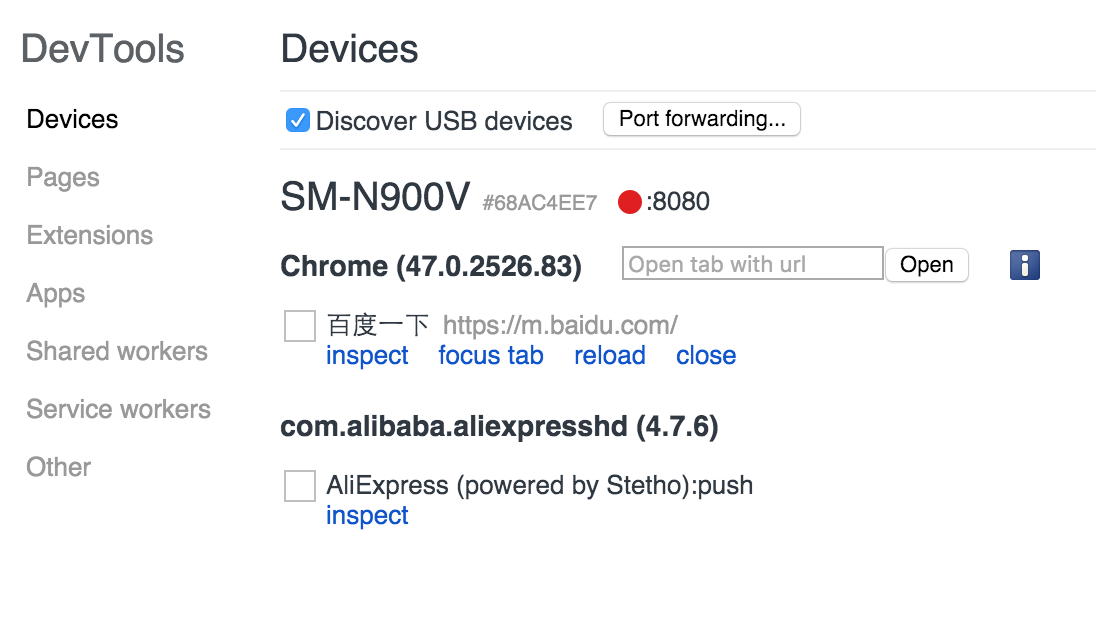 DevTools
Devices
Pages
Extensions
Apps
Shared workers
Service workers
Other
Devices
Discover USB devices Port forwarding...
SM-N900V #68AC4EE7 :8080
Chrome (47.0.2526.83) Open tab with url Open
百度一下 https://m.baidu.com/
inspect focus tab reload close
com.alibaba.aliexpresshd (4.7.6)
AliExpress (powered by Stetho):push
inspect